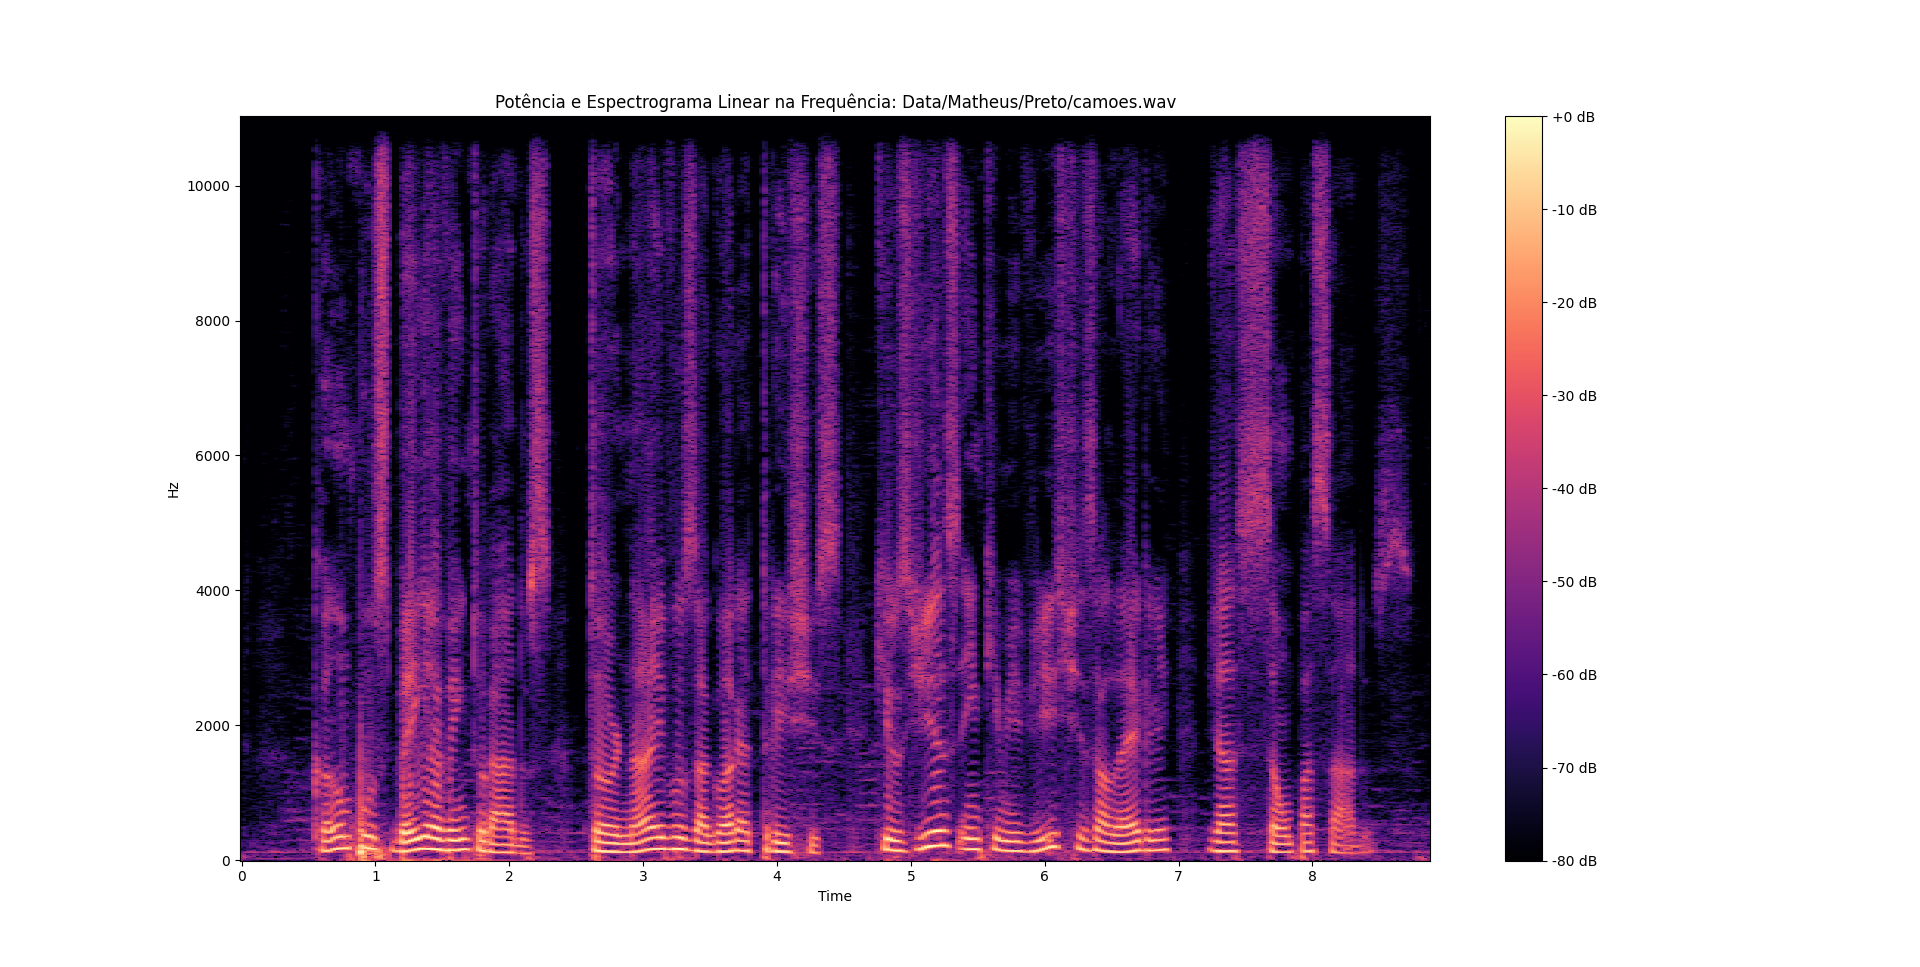 Potência e Espectrograma Linear na Frequência: Data/Matheus/Preto/camoes.wav
10000
8000
6000
4000
2000
0
Hz
0 1 2 3 4 5 6 7 8
Time
+0 dB
-10 dB
-20 dB
-30 dB
-40 dB
-50 dB
-60 dB
-70 dB
-80 dB